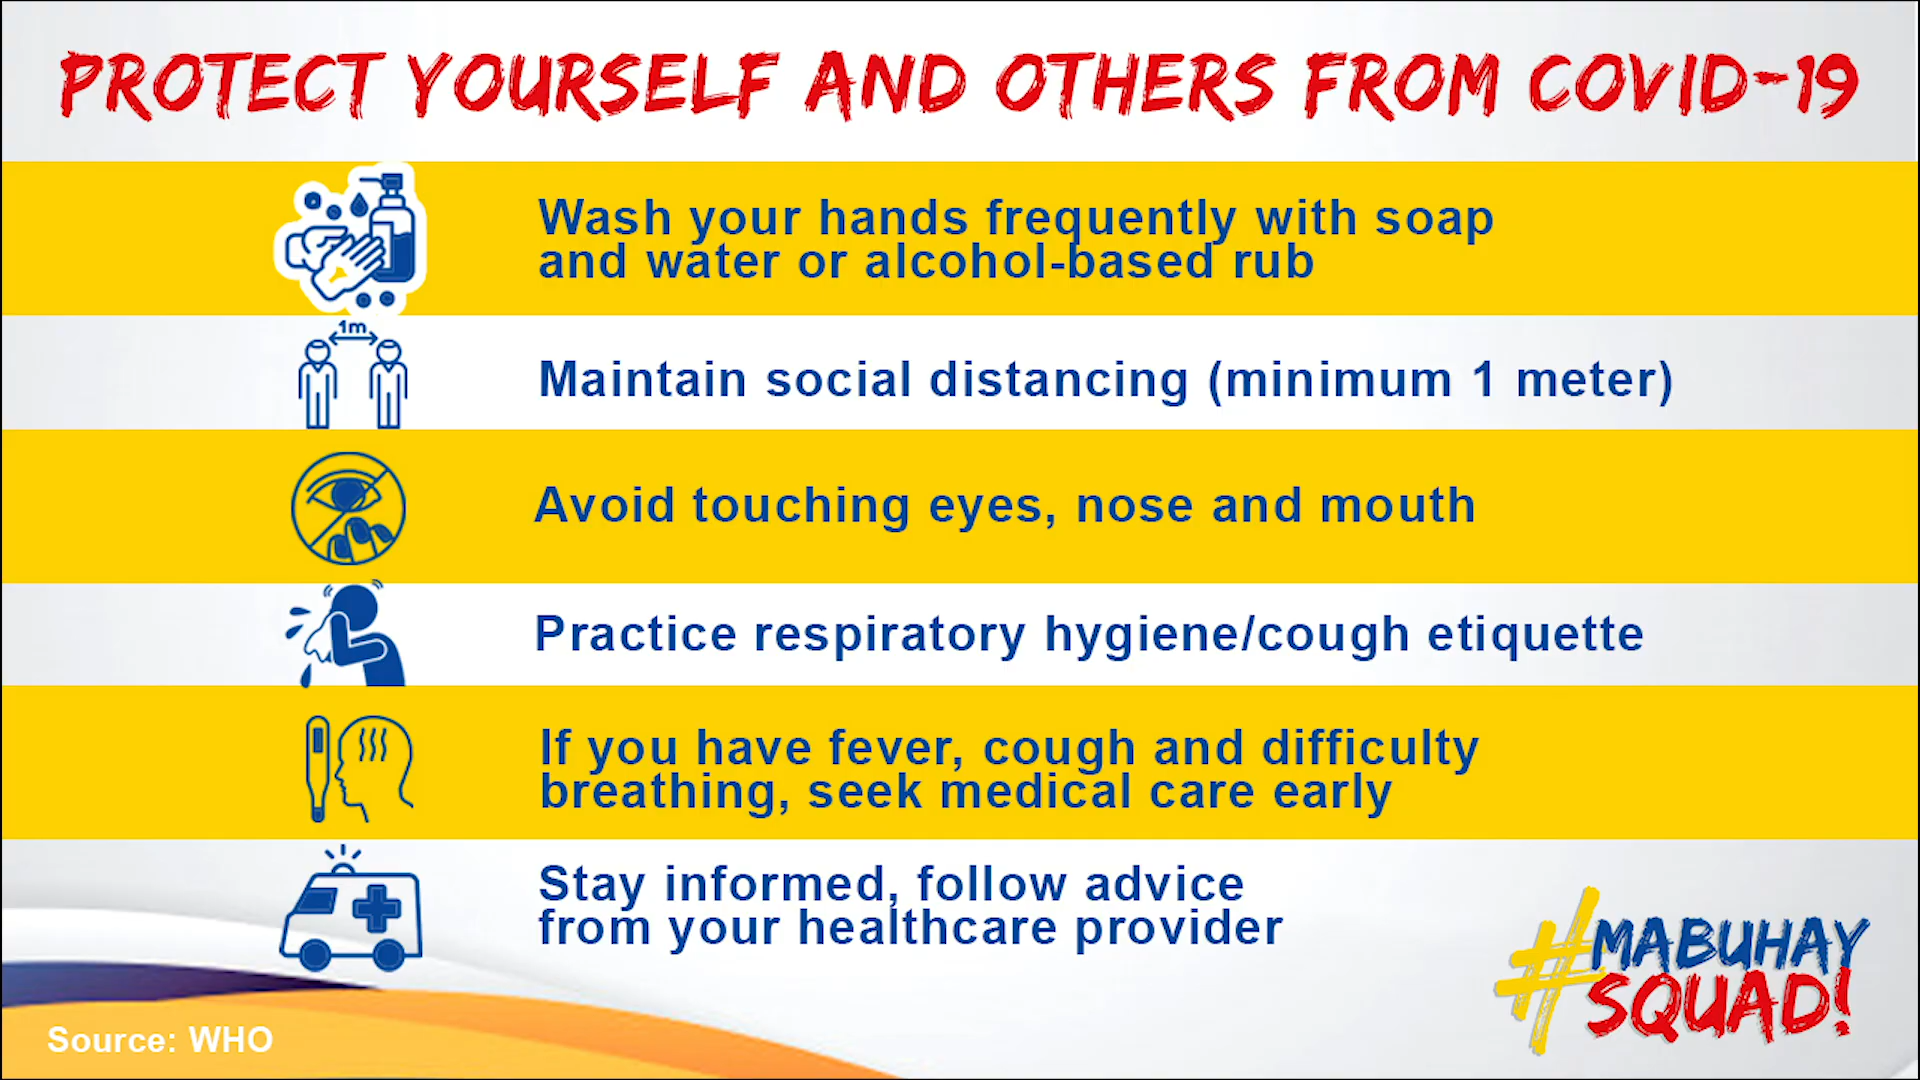 PROTECT YOURSELF AND OTHERS FROM COVID-19
Wash your hands frequently with soap
and water or alcohol-based rub
1m
Maintain social distancing (minimum 1 meter)
Avoid touching eyes, nose and mouth
Practice respiratory hygiene/cough etiquette
If you have fever, cough and difficulty
breathing, seek medical care early
Stay informed, follow advice
from your healthcare provider
#MABUHAY
SQUAD!
Source: WHO